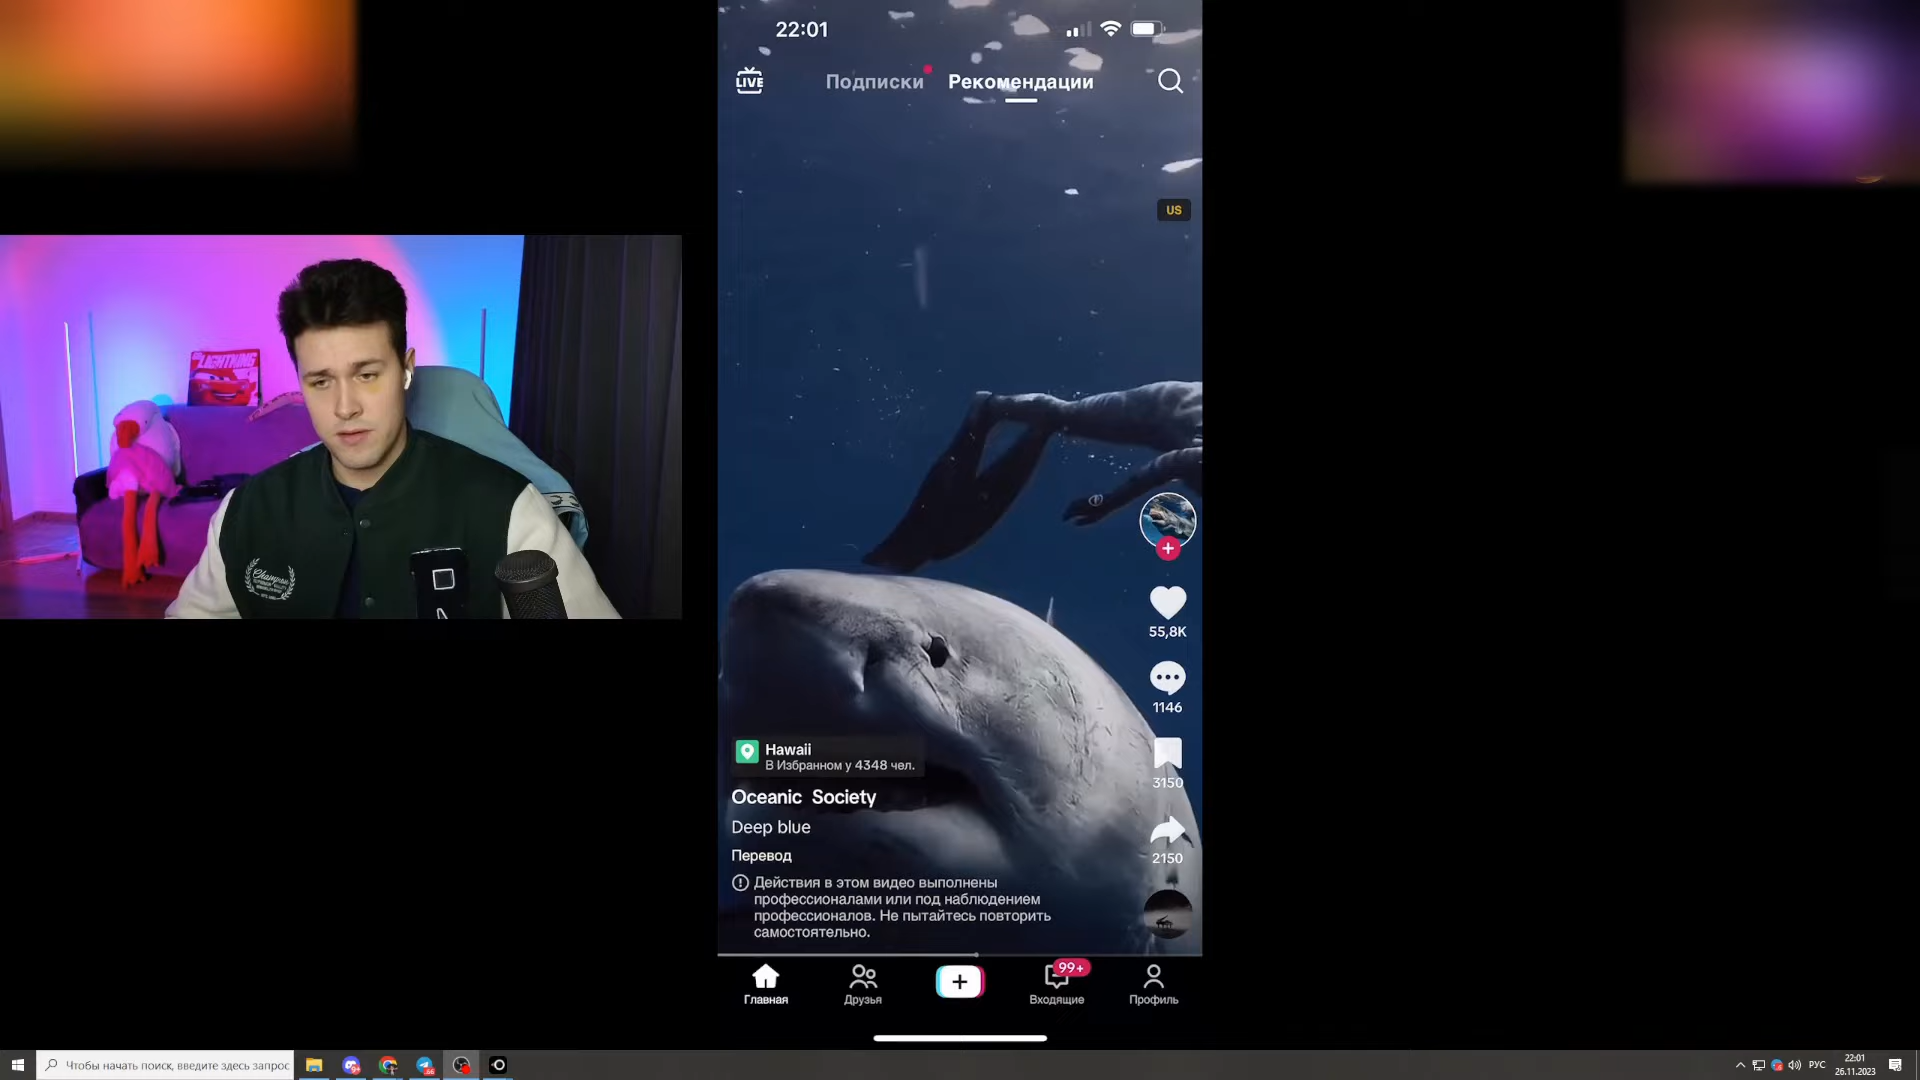 22:01
LIVE
Подписки
Рекомендации
US
LIGHTNING
Champion
55,8K
1146
3150
2150
Hawaii
В Избранном у 4348 чел.
Oceanic Society
Deep blue
Перевод
Действия в этом видео выполнены
профессионалами или под наблюдением
профессионалов. Не пытайтесь повторить
самостоятельно.
Главная
Друзья
99+
Входящие
Профиль
Чтобы начать поиск, введите здесь запрос
РУС
22:01
26.11.2023